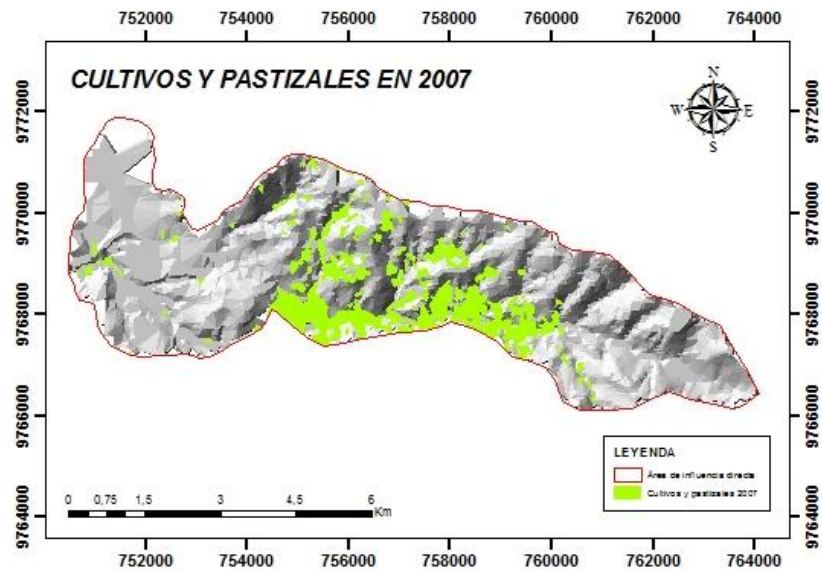 752000 754000 756000 758000 760000 762000 764000
CULTIVOS Y PASTIZALES EN 2007
N
W E
S
9772000 9772000
9770000 9770000
9768000 9768000
9766000 9766000
9764000 9764000
LEYENDA
Área de influencia directa
Cultivos y pastizales 2007
0 0,75 1,5 3 4,5 6
Km
752000 754000 756000 758000 760000 762000 764000